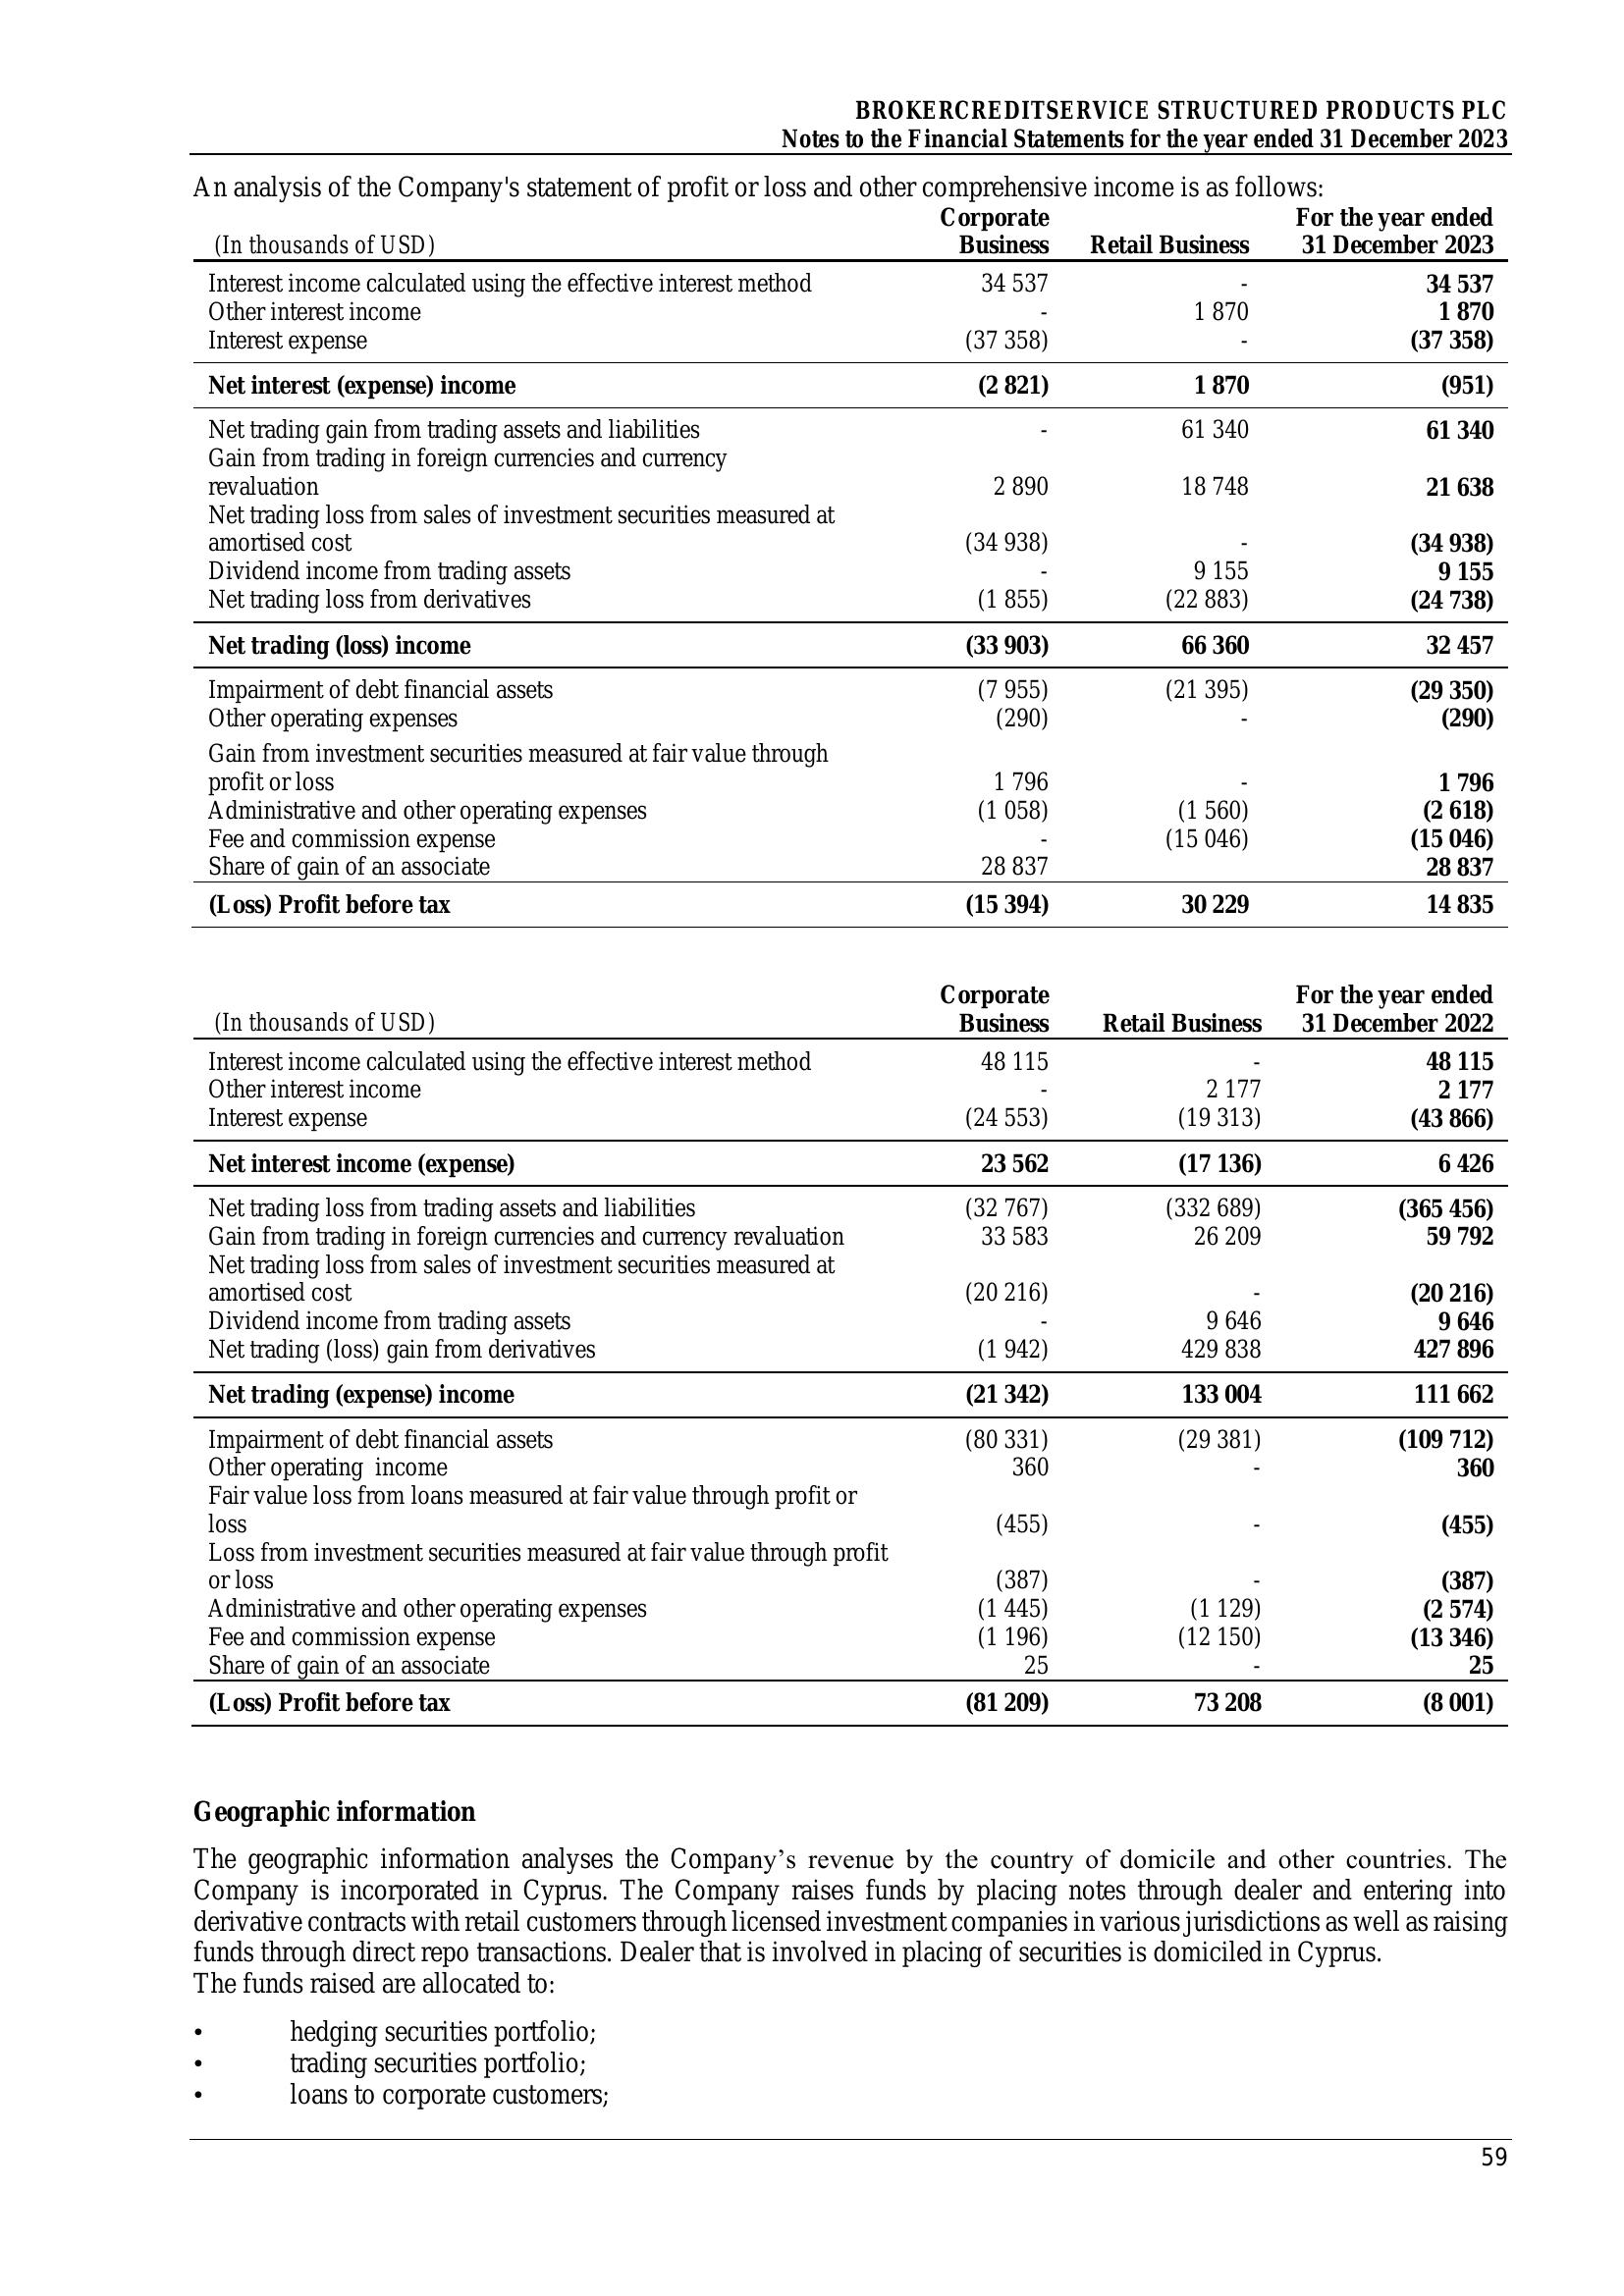 BROKERCREDITSERVICE STRUCTURED PRODUCTS PLC
Notes to the Financial Statements for the year ended 31 December 2023
An analysis of the Company's statement of profit or loss and other comprehensive income is as follows:
Corporate For the year ended
(In thousands of USD) Business Retail Business 31 December 2023
Interest income calculated using the effective interest method 34 537 - 34 537
Other interest income - 1 870 1 870
Interest expense (37 358) - (37 358)
Net interest (expense) income (2 821) 1 870 (951)
Net trading gain from trading assets and liabilities - 61 340 61 340
Gain from trading in foreign currencies and currency
revaluation 2 890 18 748 21 638
Net trading loss from sales of investment securities measured at
amortised cost (34 938) - (34 938)
Dividend income from trading assets - 9 155 9 155
Net trading loss from derivatives (1 855) (22 883) (24 738)
Net trading (loss) income (33 903) 66 360 32 457
Impairment of debt financial assets (7 955) (21 395) (29 350)
Other operating expenses (290) - (290)
Gain from investment securities measured at fair value through
profit or loss 1 796 - 1 796
Administrative and other operating expenses (1 058) (1 560) (2 618)
Fee and commission expense - (15 046) (15 046)
Share of gain of an associate 28 837 28 837
(Loss) Profit before tax (15 394) 30 229 14 835
Corporate For the year ended
(In thousands of USD) Business Retail Business 31 December 2022
Interest income calculated using the effective interest method 48 115 - 48 115
Other interest income - 2 177 2 177
Interest expense (24 553) (19 313) (43 866)
Net interest income (expense) 23 562 (17 136) 6 426
Net trading loss from trading assets and liabilities (32 767) (332 689) (365 456)
Gain from trading in foreign currencies and currency revaluation 33 583 26 209 59 792
Net trading loss from sales of investment securities measured at
amortised cost (20 216) - (20 216)
Dividend income from trading assets - 9 646 9 646
Net trading (loss) gain from derivatives (1 942) 429 838 427 896
Net trading (expense) income (21 342) 133 004 111 662
Impairment of debt financial assets (80 331) (29 381) (109 712)
Other operating income 360 - 360
Fair value loss from loans measured at fair value through profit or
loss (455) - (455)
Loss from investment securities measured at fair value through profit
or loss (387) - (387)
Administrative and other operating expenses (1 445) (1 129) (2 574)
Fee and commission expense (1 196) (12 150) (13 346)
Share of gain of an associate 25 - 25
(Loss) Profit before tax (81 209) 73 208 (8 001)
Geographic information
The geographic information analyses the Company’s revenue by the country of domicile and other countries. The
Company is incorporated in Cyprus. The Company raises funds by placing notes through dealer and entering into
derivative contracts with retail customers through licensed investment companies in various jurisdictions as well as raising
funds through direct repo transactions. Dealer that is involved in placing of securities is domiciled in Cyprus.
The funds raised are allocated to:
• hedging securities portfolio;
• trading securities portfolio;
• loans to corporate customers;
59